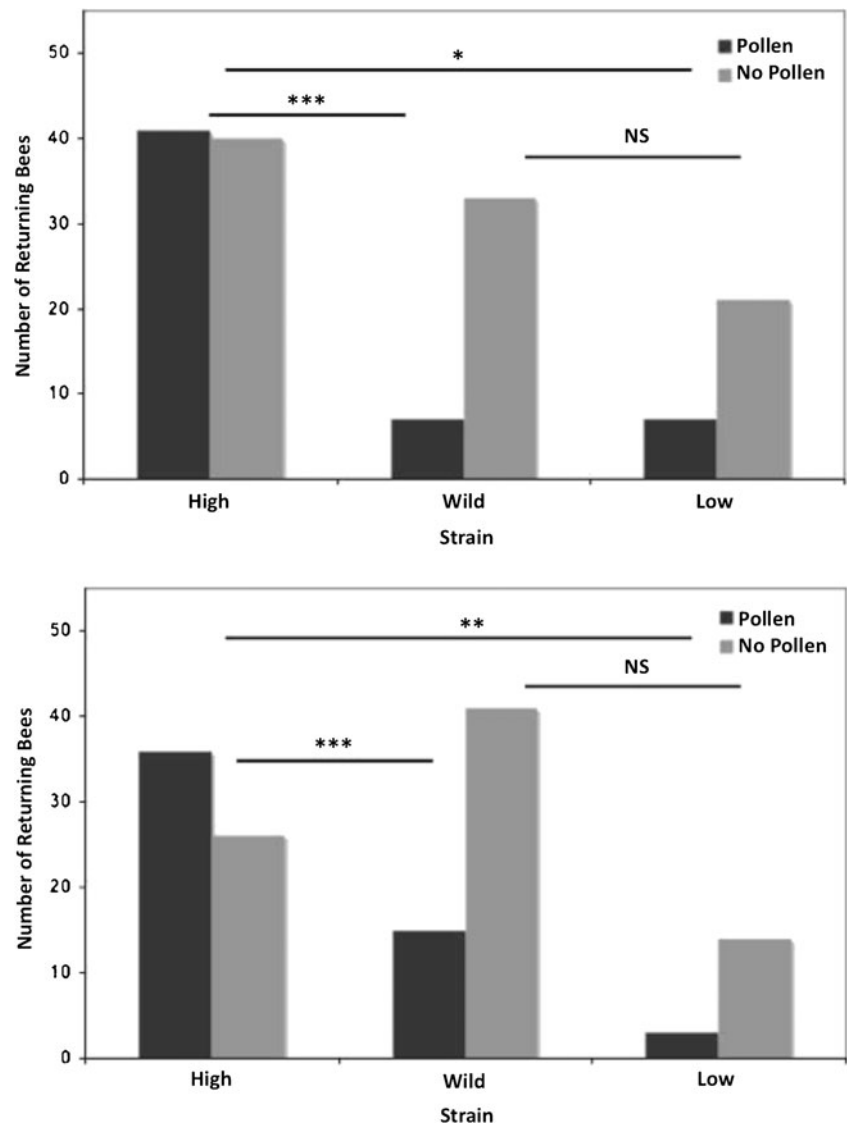 50
40
30
20
10
0
Number of Returning Bees
*
***
NS
Pollen
No Pollen
High Wild Low
Strain
50
40
30
20
10
0
Number of Returning Bees
**
***
NS
Pollen
No Pollen
High Wild Low
Strain